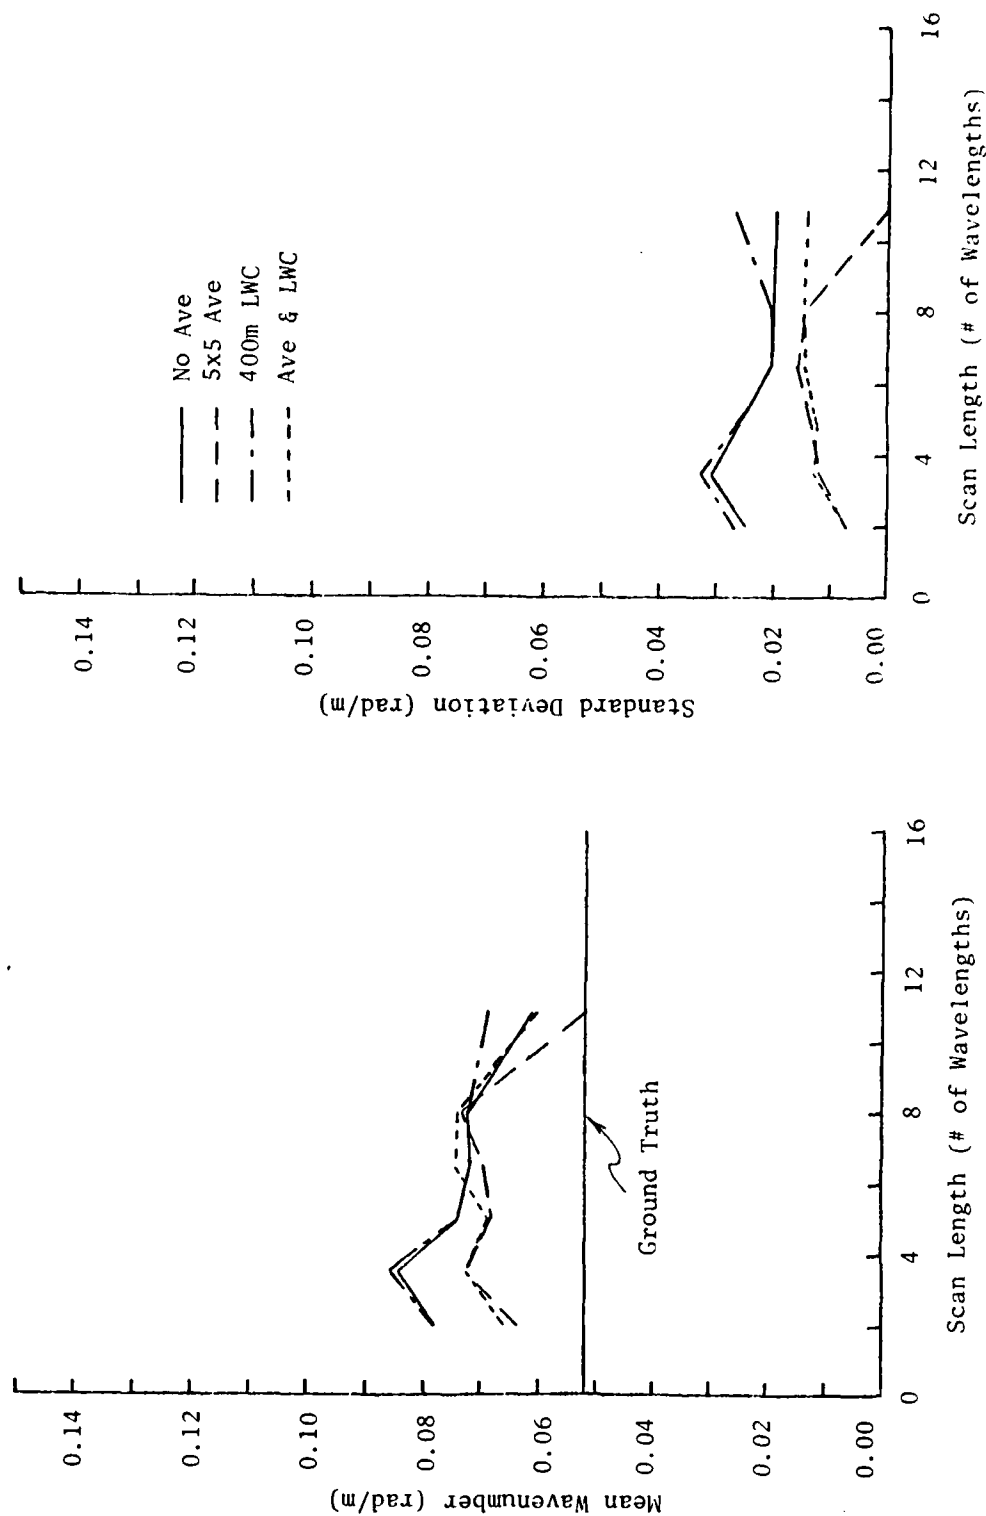 Mean Wavenumber (rad/m)
0.14
0.12
0.10
0.08
0.06
0.04
0.02
0.00
Ground Truth
0
4
8
12
16
Scan Length (# of Wavelengths)
Standard Deviation (rad/m)
0.14
0.12
0.10
0.08
0.06
0.04
0.02
0.00
No Ave
5x5 Ave
400m LWC
Ave & LWC
0
4
8
12
16
Scan Length (# of Wavelengths)